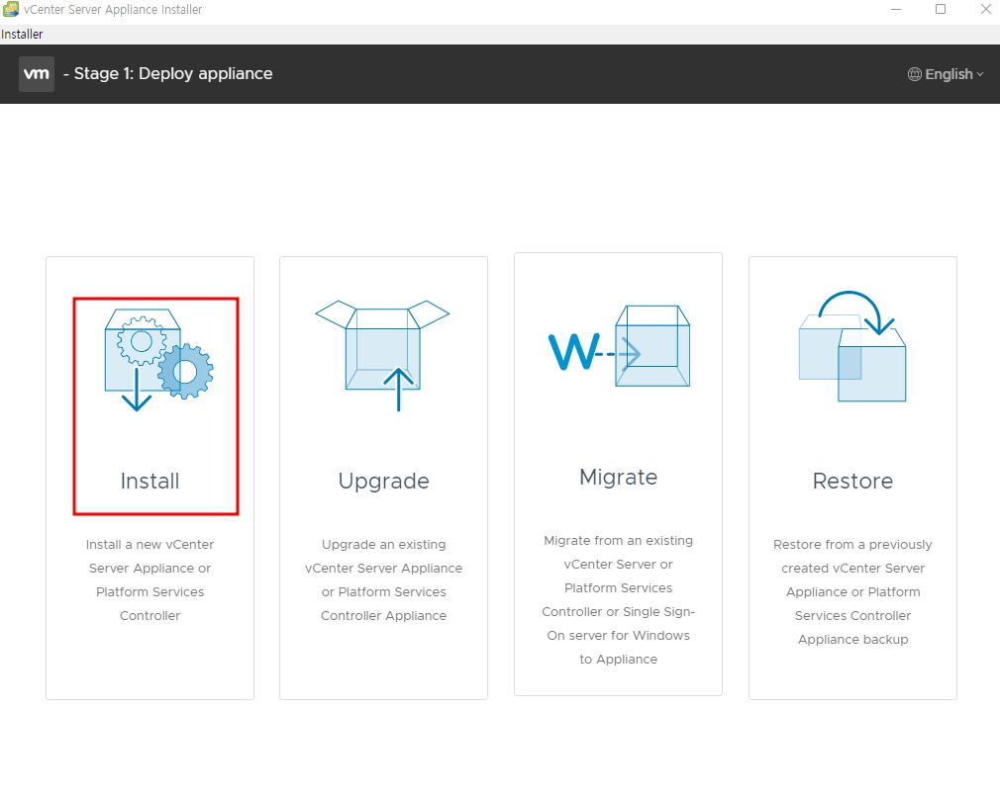 vCenter Server Appliance Installer
Installer
vm - Stage 1: Deploy appliance
English
Install
Install a new vCenter
Server Appliance or
Platform Services
Controller
Upgrade
Upgrade an existing
vCenter Server Appliance
or Platform Services
Controller Appliance
W
Migrate
Migrate from an existing
vCenter Server or
Platform Services
Controller or Single Sign-
On server for Windows
to Appliance
Restore
Restore from a previously
created vCenter Server
Appliance or Platform
Services Controller
Appliance backup